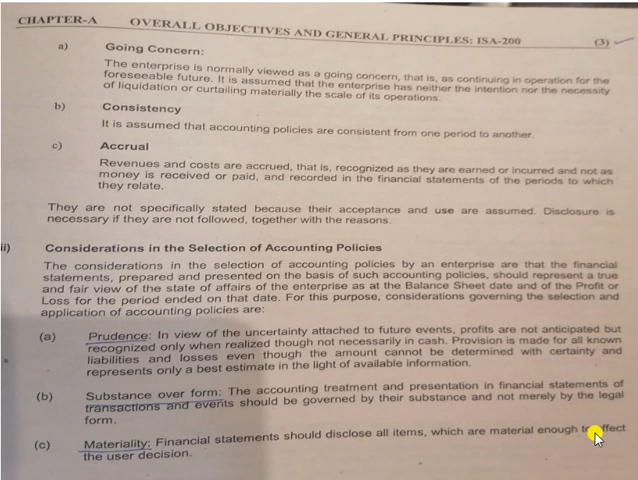 CHAPTER-A OVERALL OBJECTIVES AND GENERAL PRINCIPLES: ISA-200 (3)
a) Going Concern:
The enterprise is normally viewed as a going concern, that is, as continuing in operation for the
foreseeable future. It is assumed that the enterprise has neither the intention nor the necessity
of liquidation or curtailing materially the scale of its operations.
b) Consistency
It is assumed that accounting policies are consistent from one period to another.
c) Accrual
Revenues and costs are accrued, that is, recognized as they are earned or incurred and not as
money is received or paid, and recorded in the financial statements of the periods to which
they relate.
They are not specifically stated because their acceptance and use are assumed. Disclosure is
necessary if they are not followed, together with the reasons.
ii) Considerations in the Selection of Accounting Policies
The considerations in the selection of accounting policies by an enterprise are that the financial
statements, prepared and presented on the basis of such accounting policies, should represent a true
and fair view of the state of affairs of the enterprise as at the Balance Sheet date and of the Profit or
Loss for the period ended on that date. For this purpose, considerations governing the selection and
application of accounting policies are:
(a) Prudence: In view of the uncertainty attached to future events, profits are not anticipated but
recognized only when realized though not necessarily in cash. Provision is made for all known
liabilities and losses even though the amount cannot be determined with certainty and
represents only a best estimate in the light of available information.
(b) Substance over form: The accounting treatment and presentation in financial statements of
transactions and events should be governed by their substance and not merely by the legal
form.
(c) Materiality: Financial statements should disclose all items, which are material enough
the user decision.